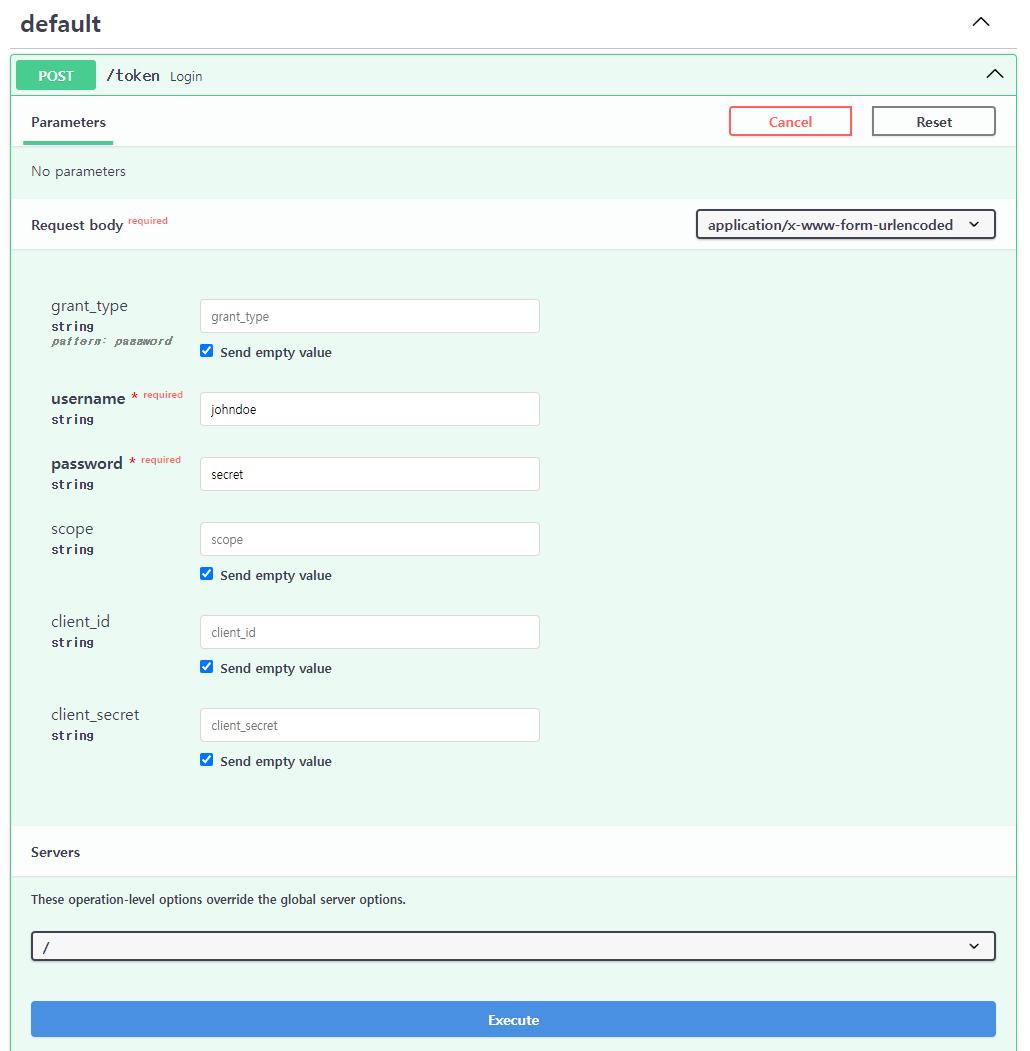 default
POST /token Login
Parameters Cancel Reset
No parameters
Request body required application/x-www-form-urlencoded
grant_type
string
pattern: password
grant_type
Send empty value
username * required
string
johndoe
password * required
string
secret
scope
string
scope
Send empty value
client_id
string
client_id
Send empty value
client_secret
string
client_secret
Send empty value
Servers
These operation-level options override the global server options.
/
Execute